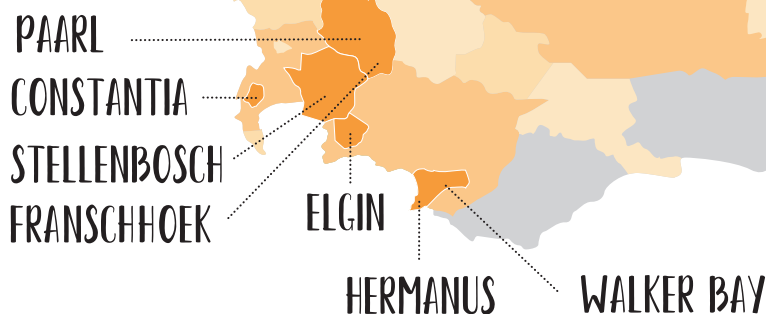 PAARL
CONSTANTIA
STELLENBOSCH
FRANSCHHOEK
ELGIN
HERMANUS
WALKER BAY